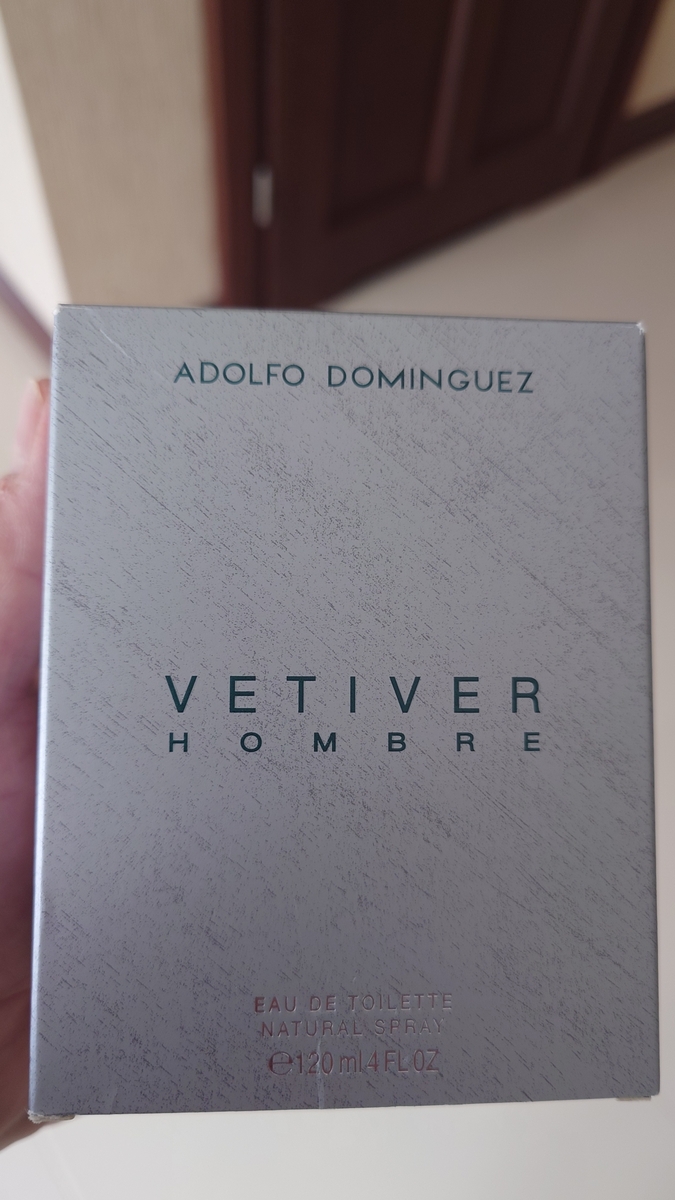 ADOLFO DOMINGUEZ
VETIVER
HOMBRE
EAU DE TOILETTE
NATURAL SPRAY
℮120 ml 4 FL OZ